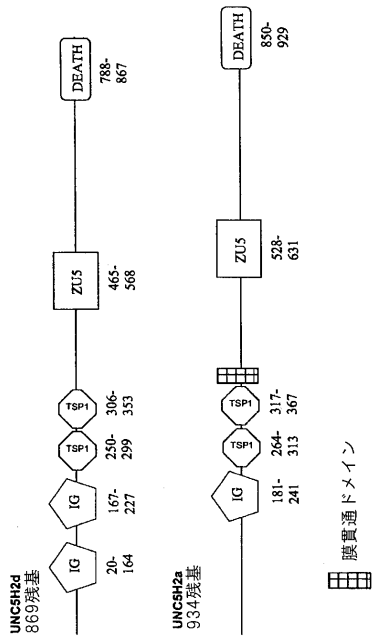 UNC5H2d
869残基
IG
IG
TSP1
TSP1
ZU5
DEATH
20-
164
167-
227
250-
299
306-
353
465-
568
788-
867
UNC5H2a
934残基
IG
TSP1
TSP1
ZU5
DEATH
181-
241
264-
313
317-
367
528-
631
850-
929
膜貫通ドメイン